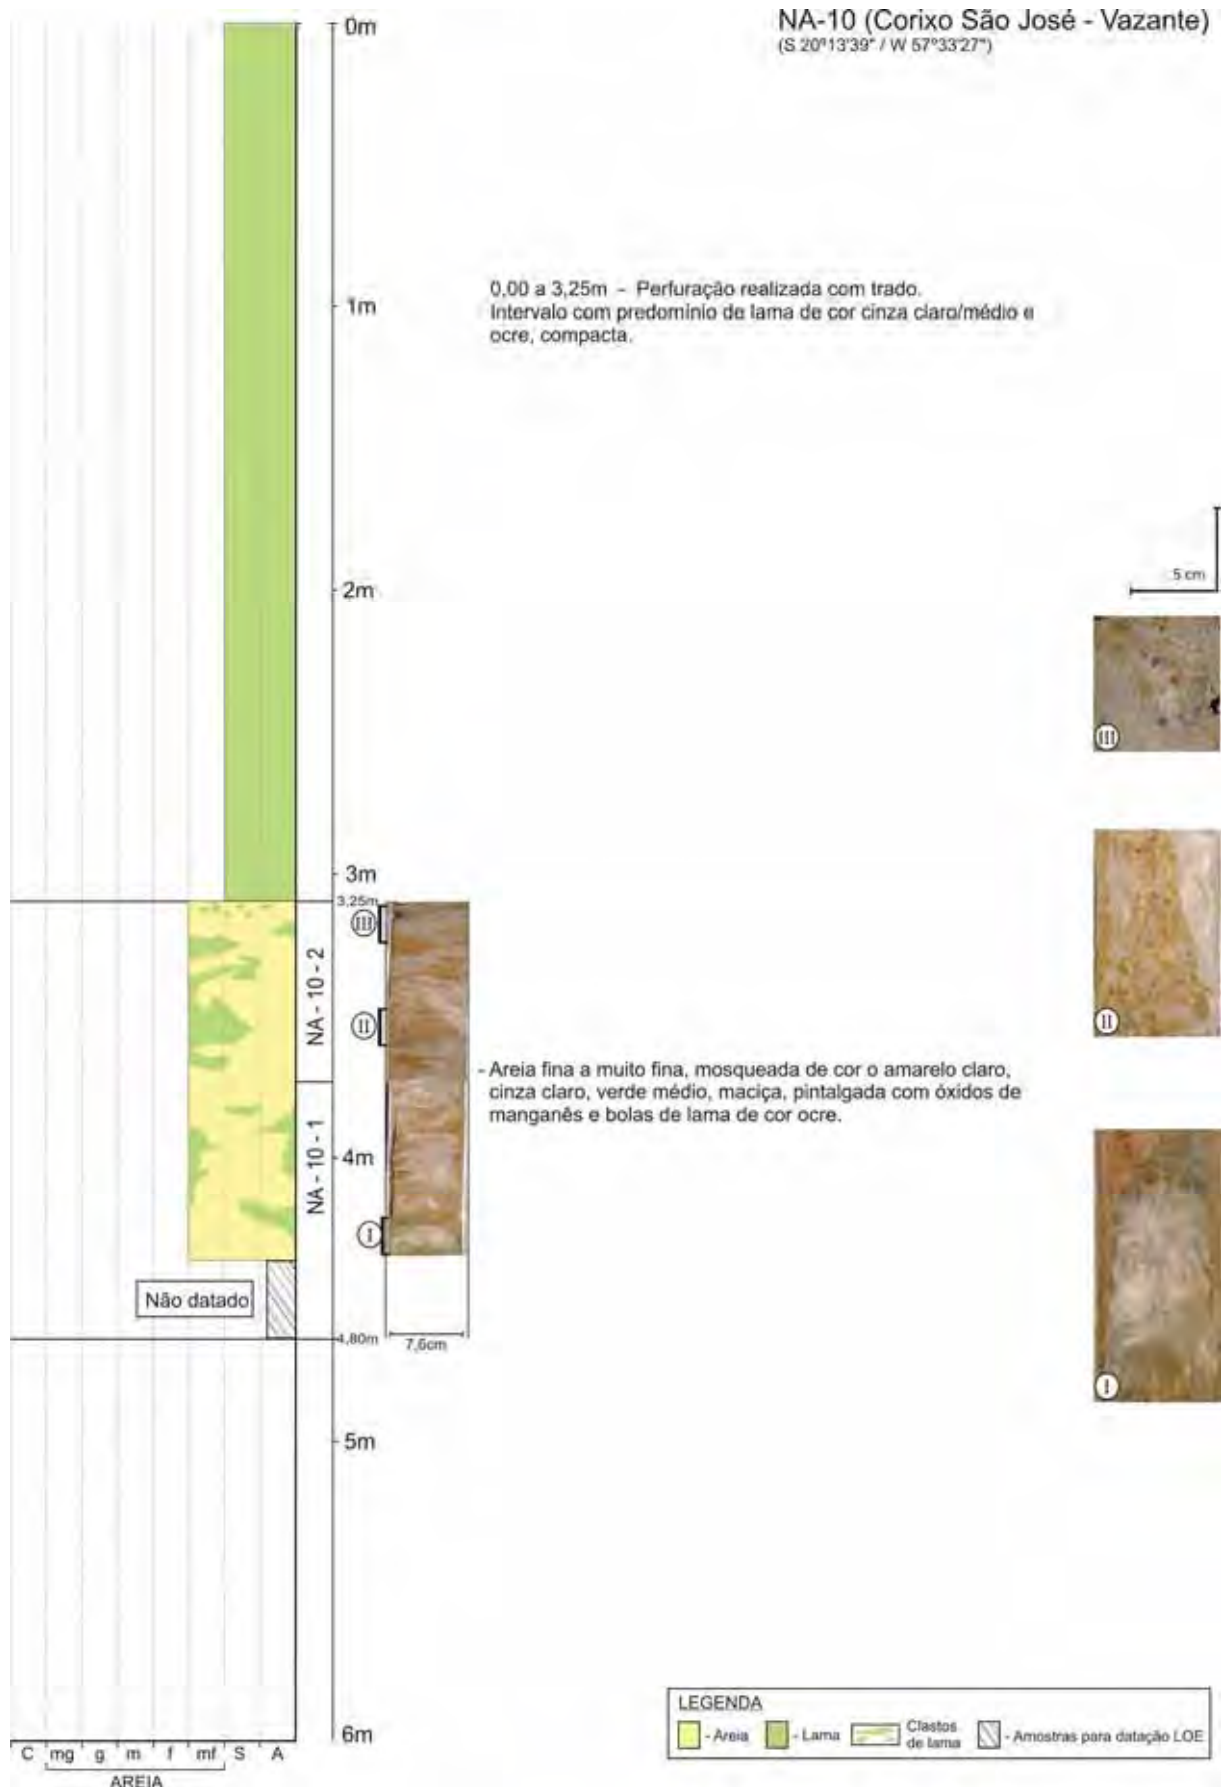 NA-10 (Corixo São José - Vazante)
(S 20º13'39" / W 57º33'27")
0m
0,00 a 3,25m - Perfuração realizada com trado.
Intervalo com predomínio de lama de cor cinza claro/médio e
ocre, compacta.
1m
2m
5 cm
III
3m
3,25m
III
NA - 10 - 2
II
II
- Areia fina a muito fina, mosqueada de cor o amarelo claro,
cinza claro, verde médio, maciça, pintalgada com óxidos de
manganês e bolas de lama de cor ocre.
NA - 10 - 1
4m
I
Não datado
4,80m
7,6cm
I
5m
6m
LEGENDA
- Areia
- Lama
Clastos
de lama
- Amostras para datação LOE
C mg g m f mf S A
AREIA